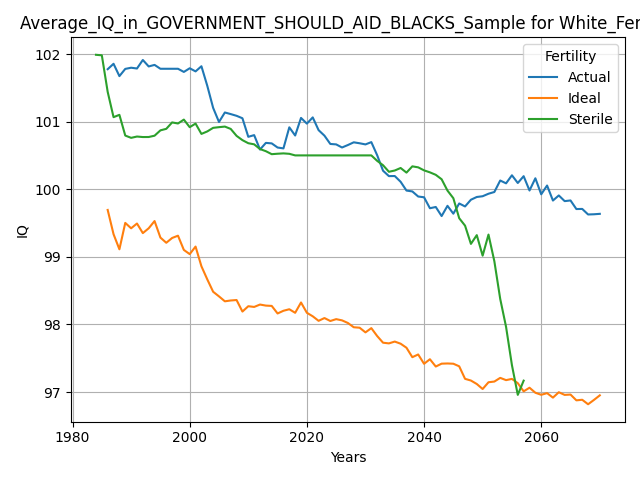 Average_IQ_in_GOVERNMENT_SHOULD_AID_BLACKS_Sample for White_Fer
102
101
100
99
98
97
IQ
Fertility
Actual
Ideal
Sterile
1980
2000
2020
2040
2060
Years